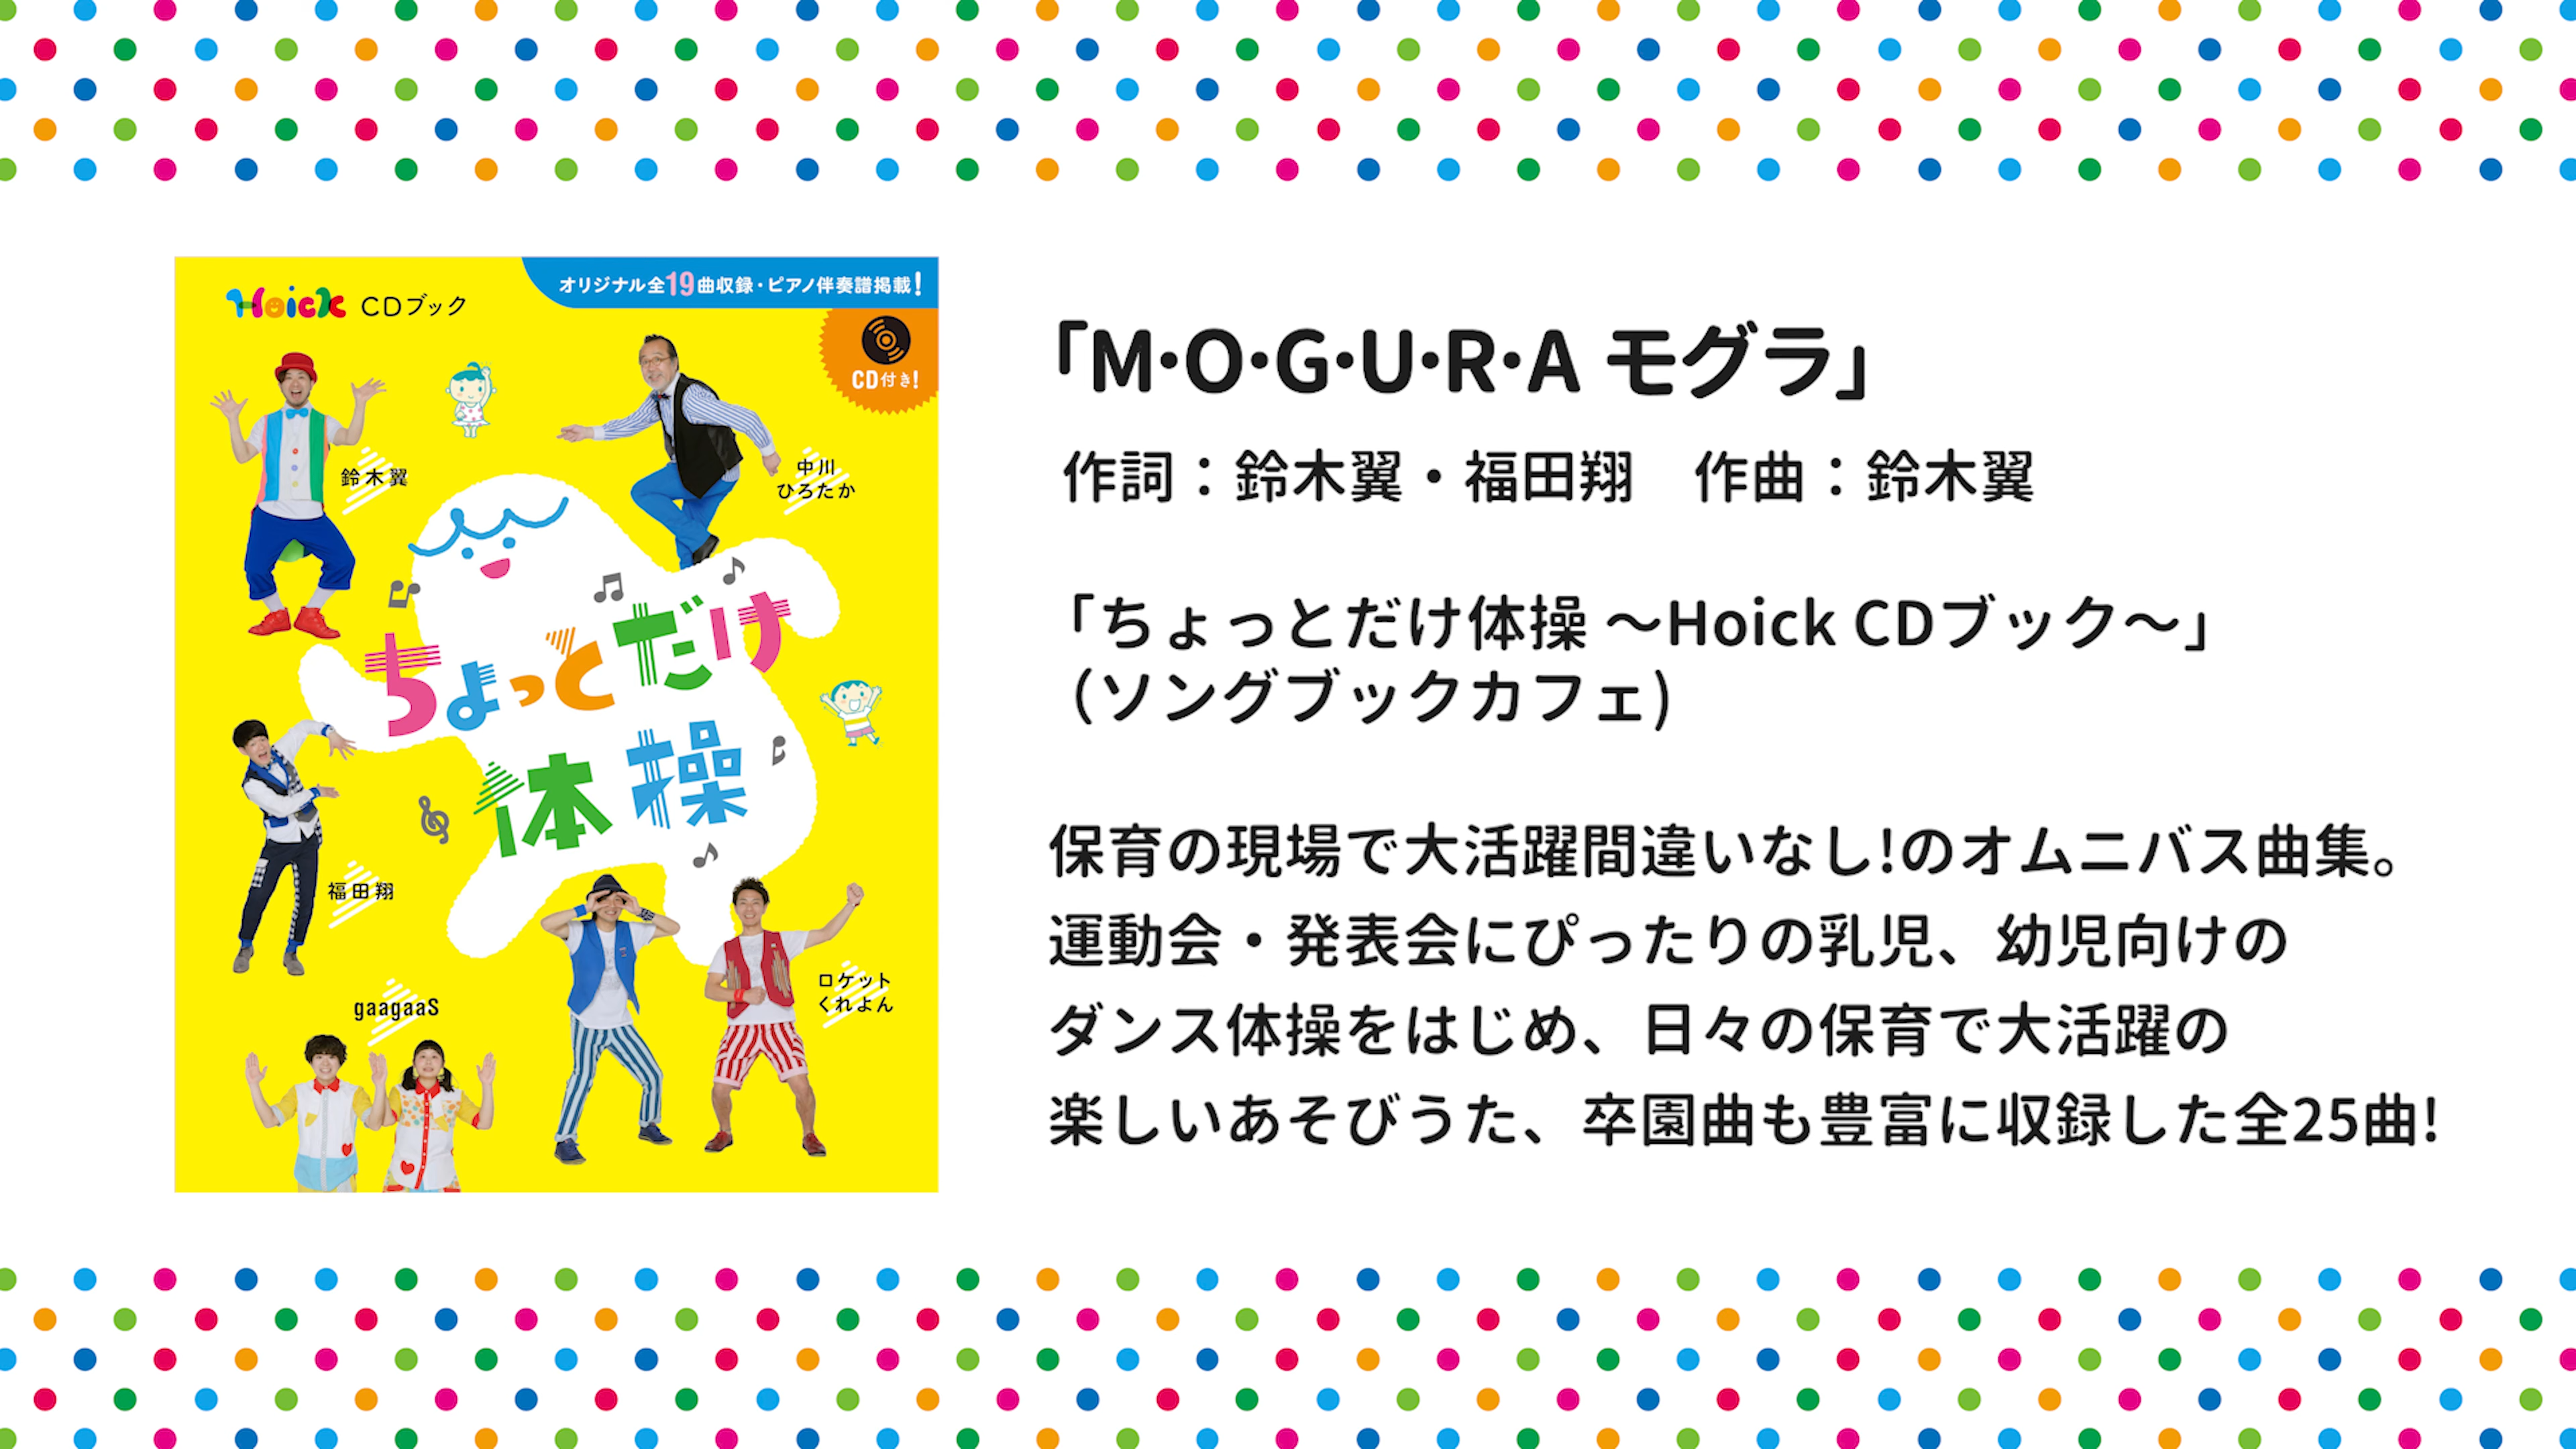 Hoick CDブック
オリジナル全19曲収録・ピアノ伴奏譜掲載!
CD付き!
鈴木翼
中川
ひろたか
ちょっとだけ
体操
福田翔
gaagaaS
ロケット
くれよん
「M・O・G・U・R・A モグラ」
作詞：鈴木翼・福田翔　作曲：鈴木翼
「ちょっとだけ体操 ～Hoick CDブック～」
（ソングブックカフェ)
保育の現場で大活躍間違いなし!のオムニバス曲集。
運動会・発表会にぴったりの乳児、幼児向けの
ダンス体操をはじめ、日々の保育で大活躍の
楽しいあそびうた、卒園曲も豊富に収録した全25曲!